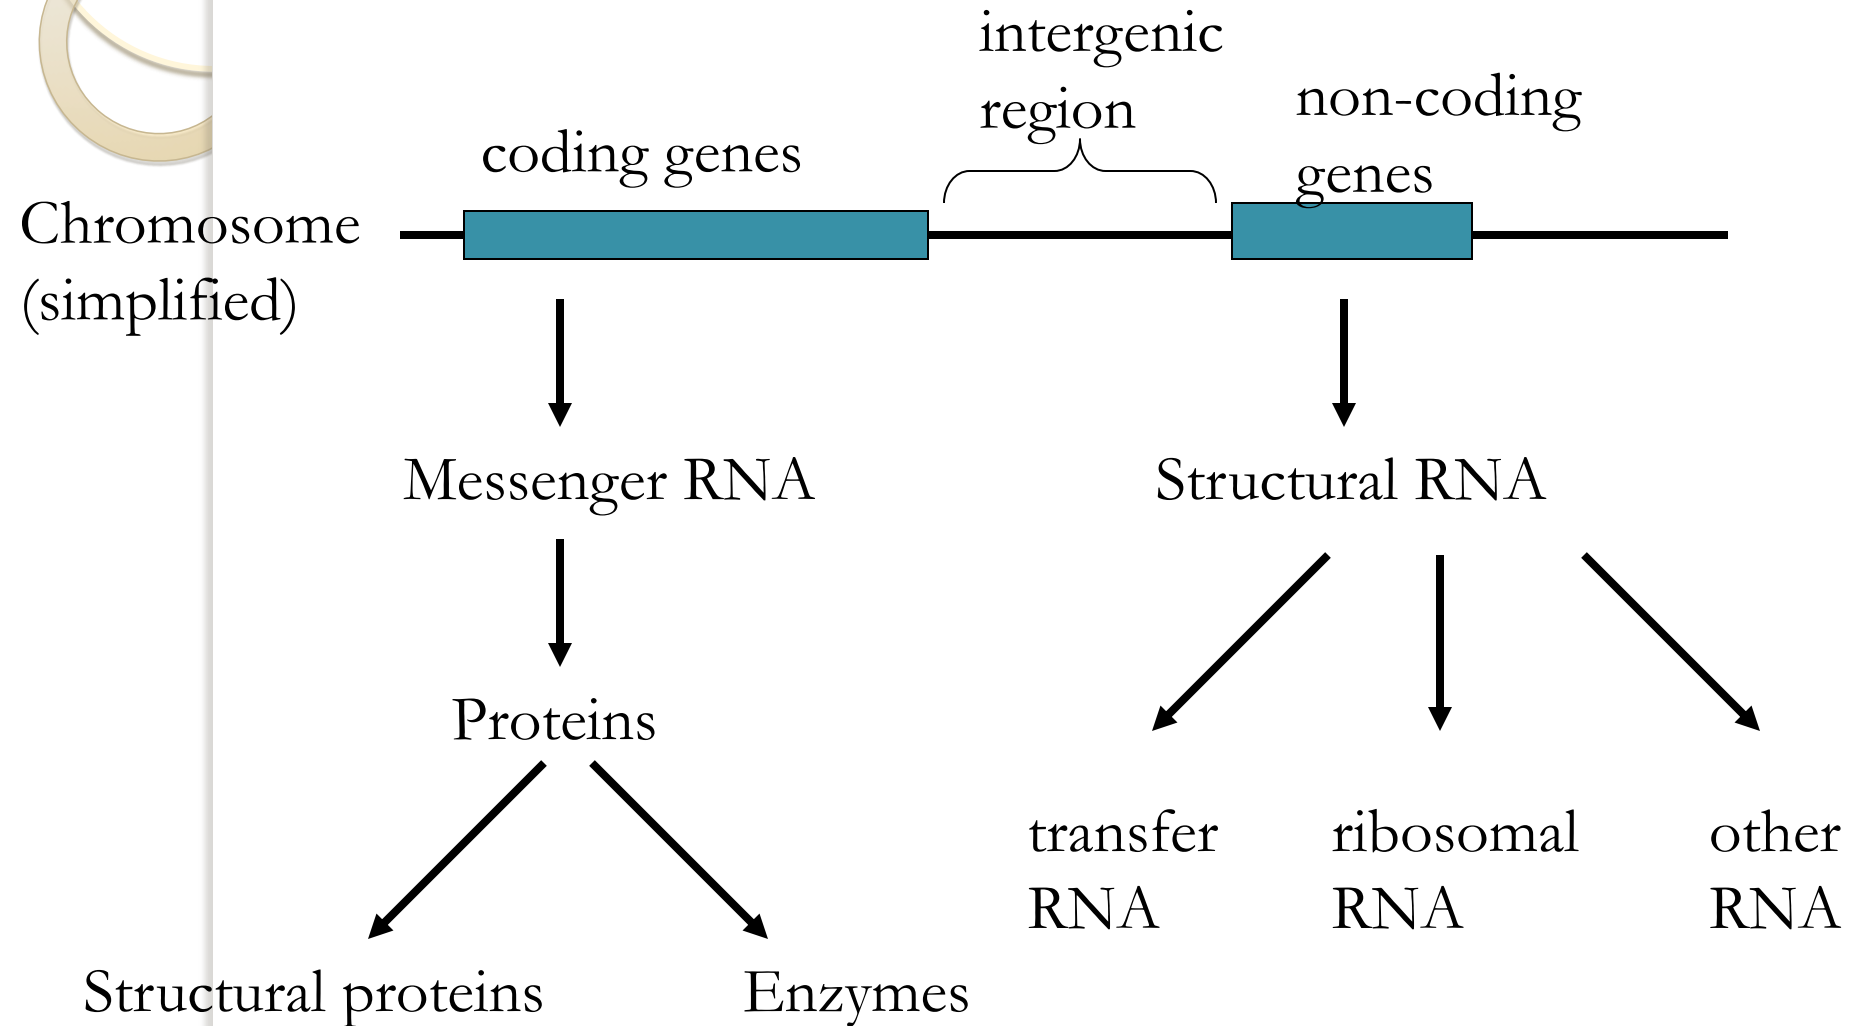 intergenic
region
non-coding
genes
coding genes
Chromosome
(simplified)
Messenger RNA
Structural RNA
Proteins
transfer
RNA
ribosomal
RNA
other
RNA
Structural proteins
Enzymes